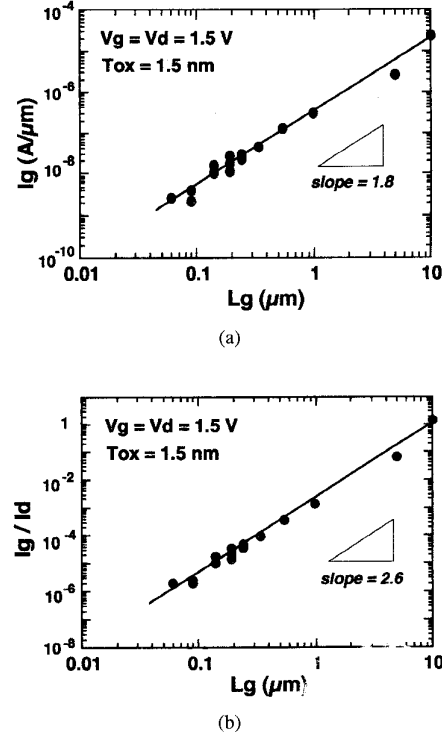 10^-4
Vg = Vd = 1.5 V
Tox = 1.5 nm
10^-6
Ig (A/μm)
10^-8
slope = 1.8
10^-10
0.01 0.1 1 10
Lg (μm)
(a)
Vg = Vd = 1.5 V
1
Tox = 1.5 nm
10^-2
Ig / Id
10^-4
slope = 2.6
10^-6
10^-8
0.01 0.1 1 10
Lg (μm)
(b)